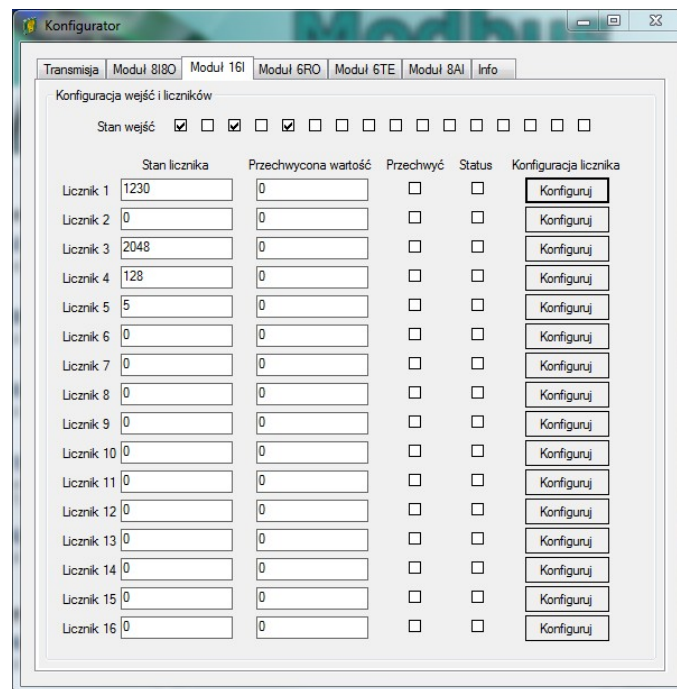 Konfigurator
Modbus
Transmisja Moduł 8I8O Moduł 16I Moduł 6RO Moduł 6TE Moduł 8AI Info
Konfiguracja wejść i liczników
Stan wejść
Stan licznika Przechwycona wartość Przechwyć Status Konfiguracja licznika
Licznik 1 1230 0 Konfiguruj
Licznik 2 0 0 Konfiguruj
Licznik 3 2048 0 Konfiguruj
Licznik 4 128 0 Konfiguruj
Licznik 5 5 0 Konfiguruj
Licznik 6 0 0 Konfiguruj
Licznik 7 0 0 Konfiguruj
Licznik 8 0 0 Konfiguruj
Licznik 9 0 0 Konfiguruj
Licznik 10 0 0 Konfiguruj
Licznik 11 0 0 Konfiguruj
Licznik 12 0 0 Konfiguruj
Licznik 13 0 0 Konfiguruj
Licznik 14 0 0 Konfiguruj
Licznik 15 0 0 Konfiguruj
Licznik 16 0 0 Konfiguruj